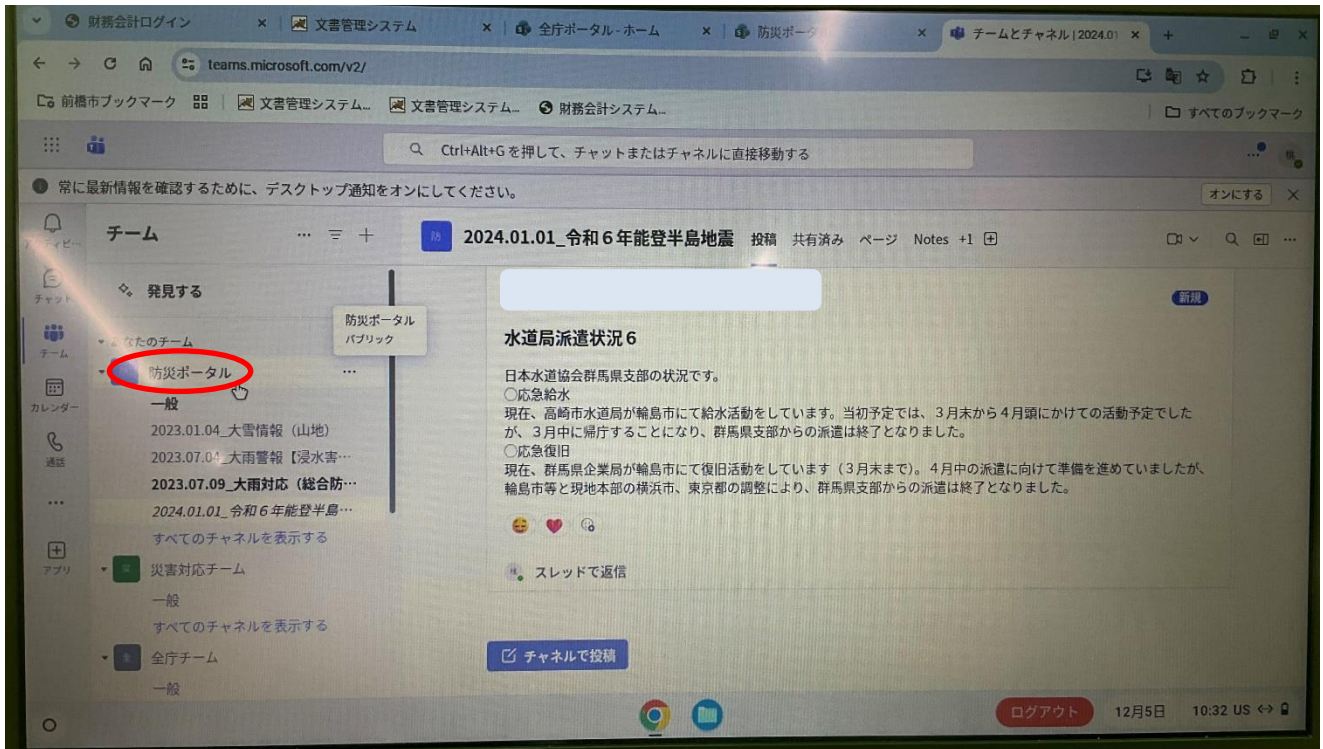 財務会計ログイン
文書管理システム
全庁ポータル - ホーム
防災ポータ
チームとチャネル | 2024.01
teams.microsoft.com/v2/
前橋市ブックマーク
文書管理システム...
文書管理システム...
財務会計システム...
すべてのブックマーク
Ctrl+Alt+G を押して、チャットまたはチャネルに直接移動する
常に最新情報を確認するために、デスクトップ通知をオンにしてください。
オンにする
チーム
2024.01.01_令和6年能登半島地震
投稿 共有済み ページ Notes +1
チャット
チーム
カレンダー
通話
アプリ
発見する
防災ポータル
パブリック
あなたのチーム
防災ポータル
一般
2023.01.04_大雪情報（山地）
2023.07.04_大雨警報【浸水害…
2023.07.09_大雨対応（総合防…
2024.01.01_令和6年能登半島…
すべてのチャネルを表示する
災害対応チーム
一般
すべてのチャネルを表示する
全庁チーム
一般
新規
水道局派遣状況6
日本水道協会群馬県支部の状況です。
○応急給水
現在、高崎市水道局が輪島市にて給水活動をしています。当初予定では、3月末から4月頭にかけての活動予定でした
が、3月中に帰庁することになり、群馬県支部からの派遣は終了となりました。
○応急復旧
現在、群馬県企業局が輪島市にて復旧活動をしています（3月末まで）。4月中の派遣に向けて準備を進めていましたが、
輪島市等と現地本部の横浜市、東京都の調整により、群馬県支部からの派遣は終了となりました。
スレッドで返信
チャネルで投稿
ログアウト
12月5日
10:32 US